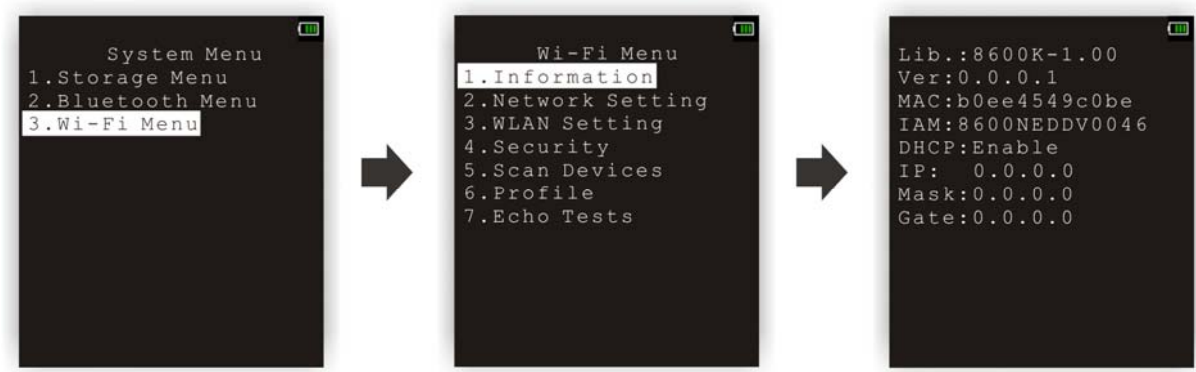 System Menu
1.Storage Menu
2.Bluetooth Menu
3.Wi-Fi Menu
Wi-Fi Menu
1.Information
2.Network Setting
3.WLAN Setting
4.Security
5.Scan Devices
6.Profile
7.Echo Tests
Lib.:8600K-1.00
Ver:0.0.0.1
MAC:b0ee4549c0be
IAM:8600NEDDV0046
DHCP:Enable
IP: 0.0.0.0
Mask:0.0.0.0
Gate:0.0.0.0